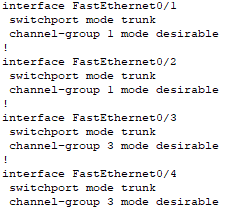 interface FastEthernet0/1
 switchport mode trunk
 channel-group 1 mode desirable
!
interface FastEthernet0/2
 switchport mode trunk
 channel-group 1 mode desirable
!
interface FastEthernet0/3
 switchport mode trunk
 channel-group 3 mode desirable
!
interface FastEthernet0/4
 switchport mode trunk
 channel-group 3 mode desirable